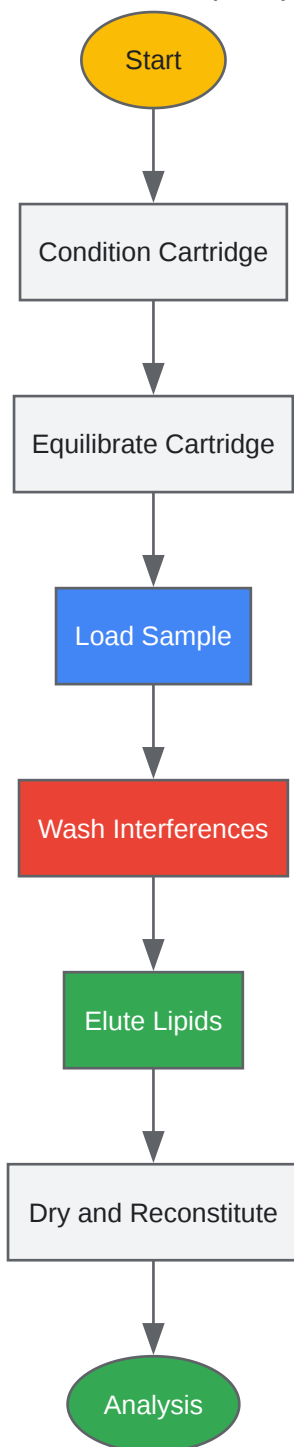 Start
Condition Cartridge
Equilibrate Cartridge
Load Sample
Wash Interferences
Elute Lipids
Dry and Reconstitute
Analysis